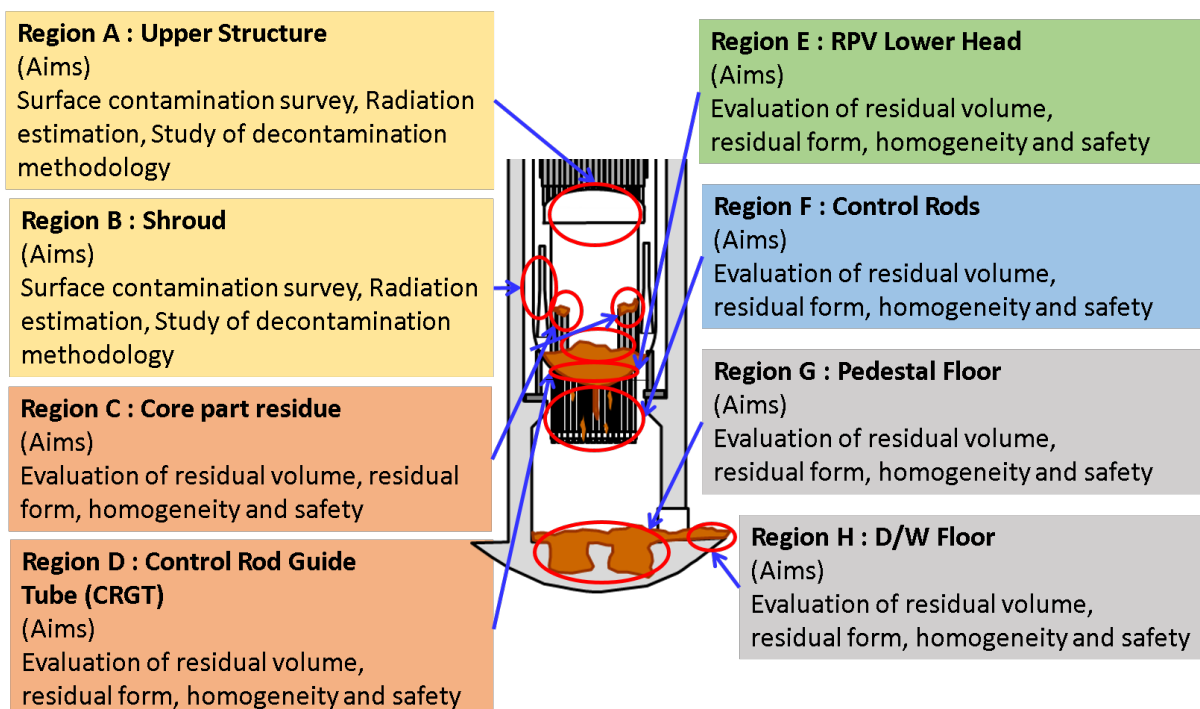 Region A : Upper Structure
(Aims)
Surface contamination survey, Radiation
estimation, Study of decontamination
methodology
Region B : Shroud
(Aims)
Surface contamination survey, Radiation
estimation, Study of decontamination
methodology
Region C : Core part residue
(Aims)
Evaluation of residual volume, residual
form, homogeneity and safety
Region D : Control Rod Guide
Tube (CRGT)
(Aims)
Evaluation of residual volume,
residual form, homogeneity and safety
Region E : RPV Lower Head
(Aims)
Evaluation of residual volume,
residual form, homogeneity and safety
Region F : Control Rods
(Aims)
Evaluation of residual volume,
residual form, homogeneity and safety
Region G : Pedestal Floor
(Aims)
Evaluation of residual volume,
residual form, homogeneity and safety
Region H : D/W Floor
(Aims)
Evaluation of residual volume,
residual form, homogeneity and safety